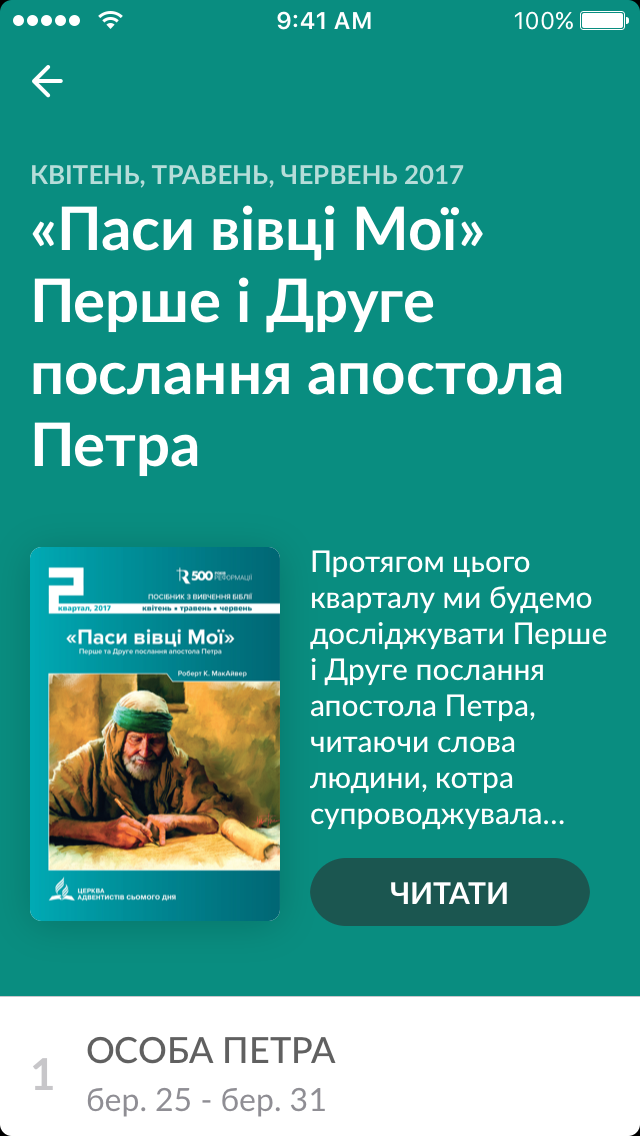 9:41 AM
100%
КВІТЕНЬ, ТРАВЕНЬ, ЧЕРВЕНЬ 2017
«Паси вівці Мої»
Перше і Друге
послання апостола
Петра
2
R 500 РОКІВ РЕФОРМАЦІЇ
ПОСІБНИК З ВИВЧЕННЯ БІБЛІЇ
квартал, 2017
квітень • травень • червень
«Паси вівці Мої»
Перше та Друге послання апостола Петра
Роберт К. МакАйвер
ЦЕРКВА
АДВЕНТИСТІВ СЬОМОГО ДНЯ
Протягом цього
кварталу ми будемо
досліджувати Перше
і Друге послання
апостола Петра,
читаючи слова
людини, котра
супроводжувала...
ЧИТАТИ
1
ОСОБА ПЕТРА
бер. 25 - бер. 31